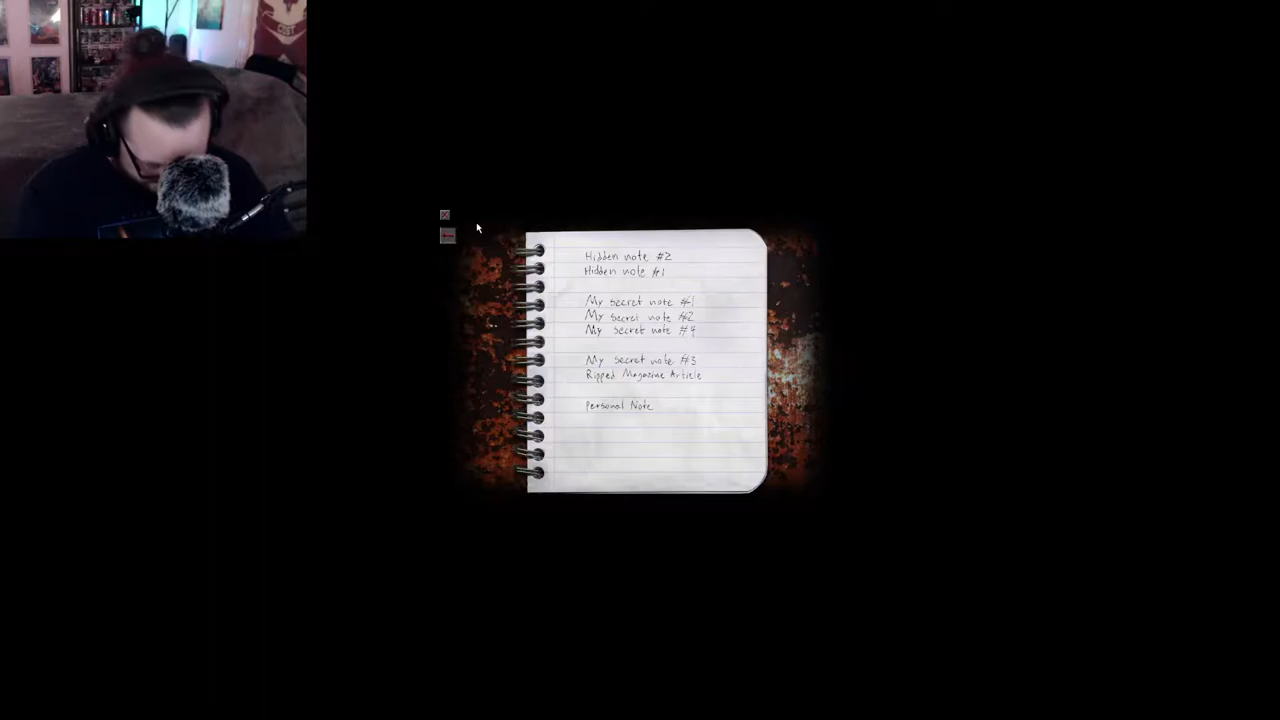 Hidden note #2
Hidden note #1
My secret note #1
My secret note #2
My secret note #4
My secret note #3
Ripped Magazine Article
Personal Note